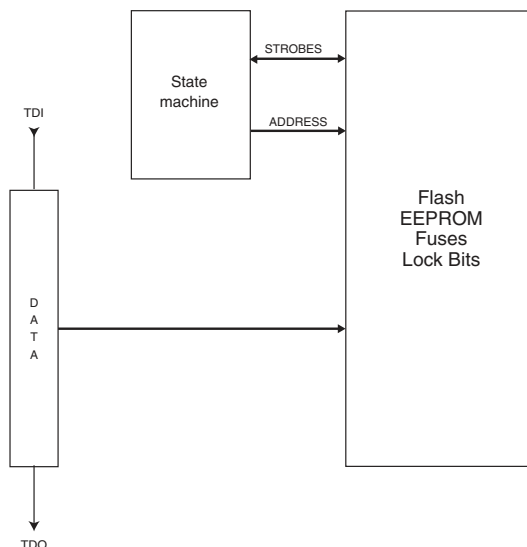 STROBES
State
machine
TDI
ADDRESS
Flash
EEPROM
Fuses
Lock Bits
D
A
T
A
TDO